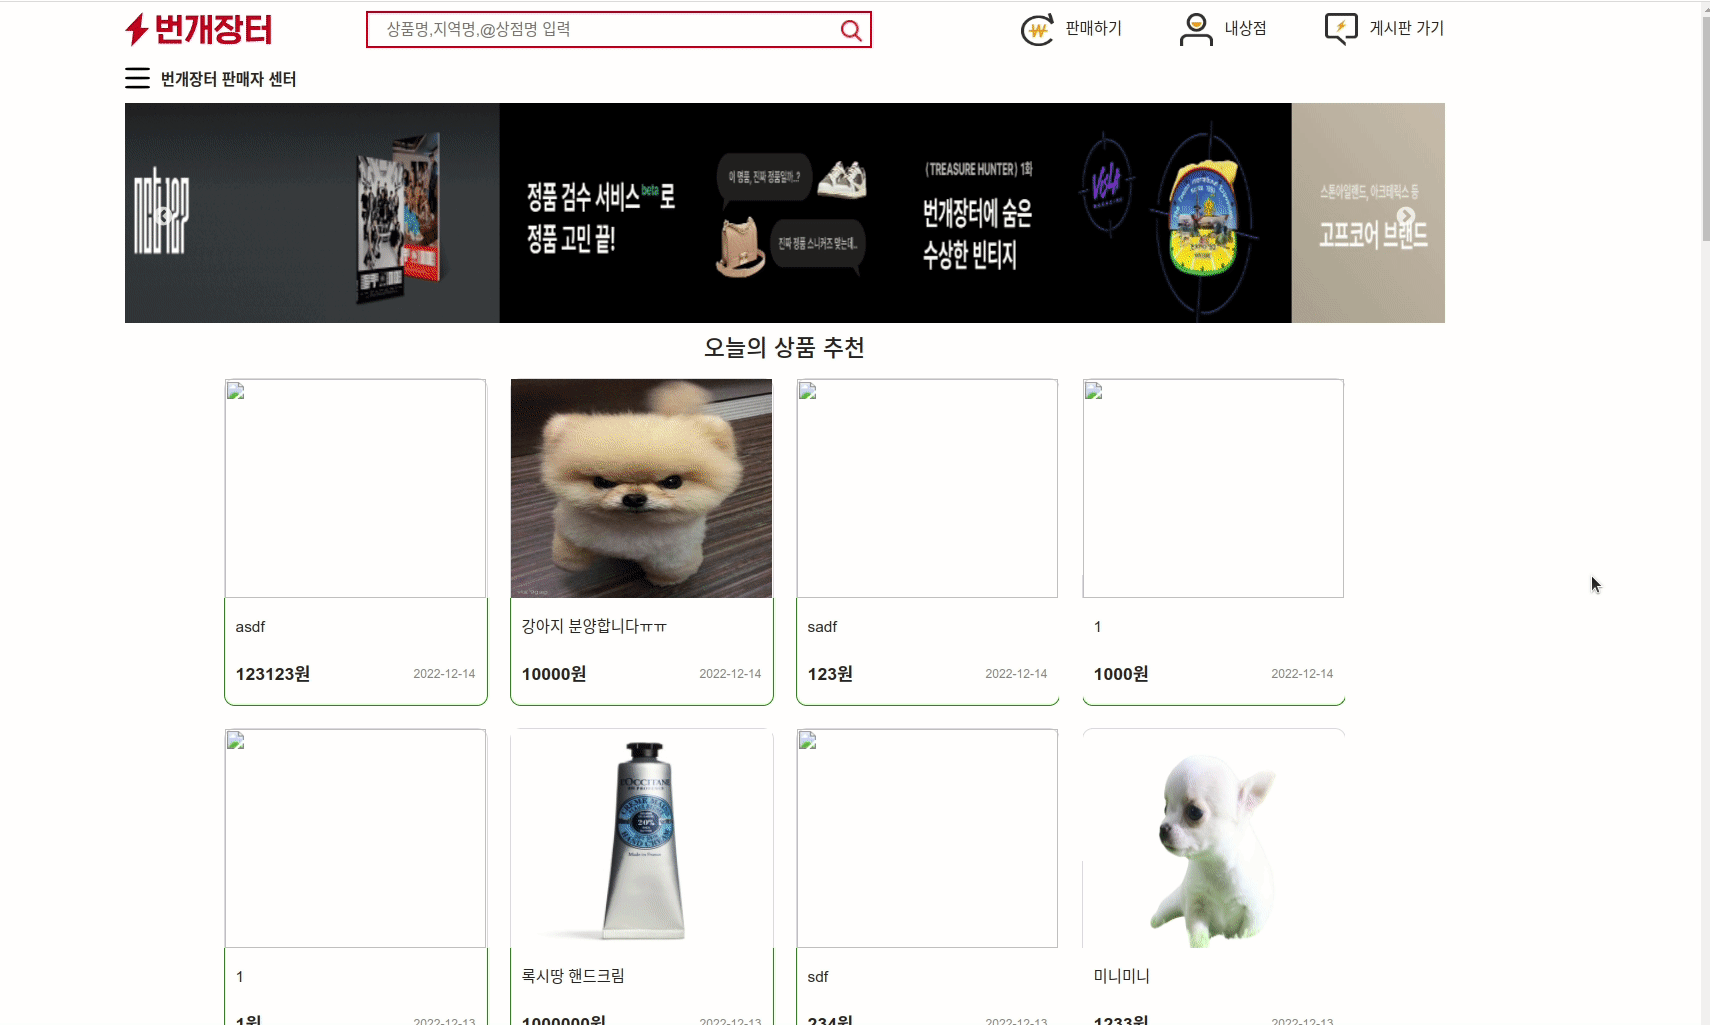 번개장터
상품명,지역명,@상점명 입력
판매하기
내상점
게시판 가기
번개장터 판매자 센터
NCT 127
정품 검수 서비스beta로
정품 고민 끝!
이 명품, 진짜 정품일까..?
진짜 정품 스니커즈 맞는데..
(TREASURE HUNTER) 1화
번개장터에 숨은
수상한 빈티지
Vol.4
MAGAZINE
스톤아일랜드, 아크테릭스 등
고프코어 브랜드
오늘의 상품 추천
asdf
123123원 2022-12-14
강아지 분양합니다ㅠㅠ
10000원 2022-12-14
sadf
123원 2022-12-14
1
1000원 2022-12-14
L'OCCITANE
EN PROVENCE
20%
Made in France
1
1원 2022-12-13
록시땅 핸드크림
1000000원 2022-12-13
sdf
234원 2022-12-13
미니미니
1233원 2022-12-13